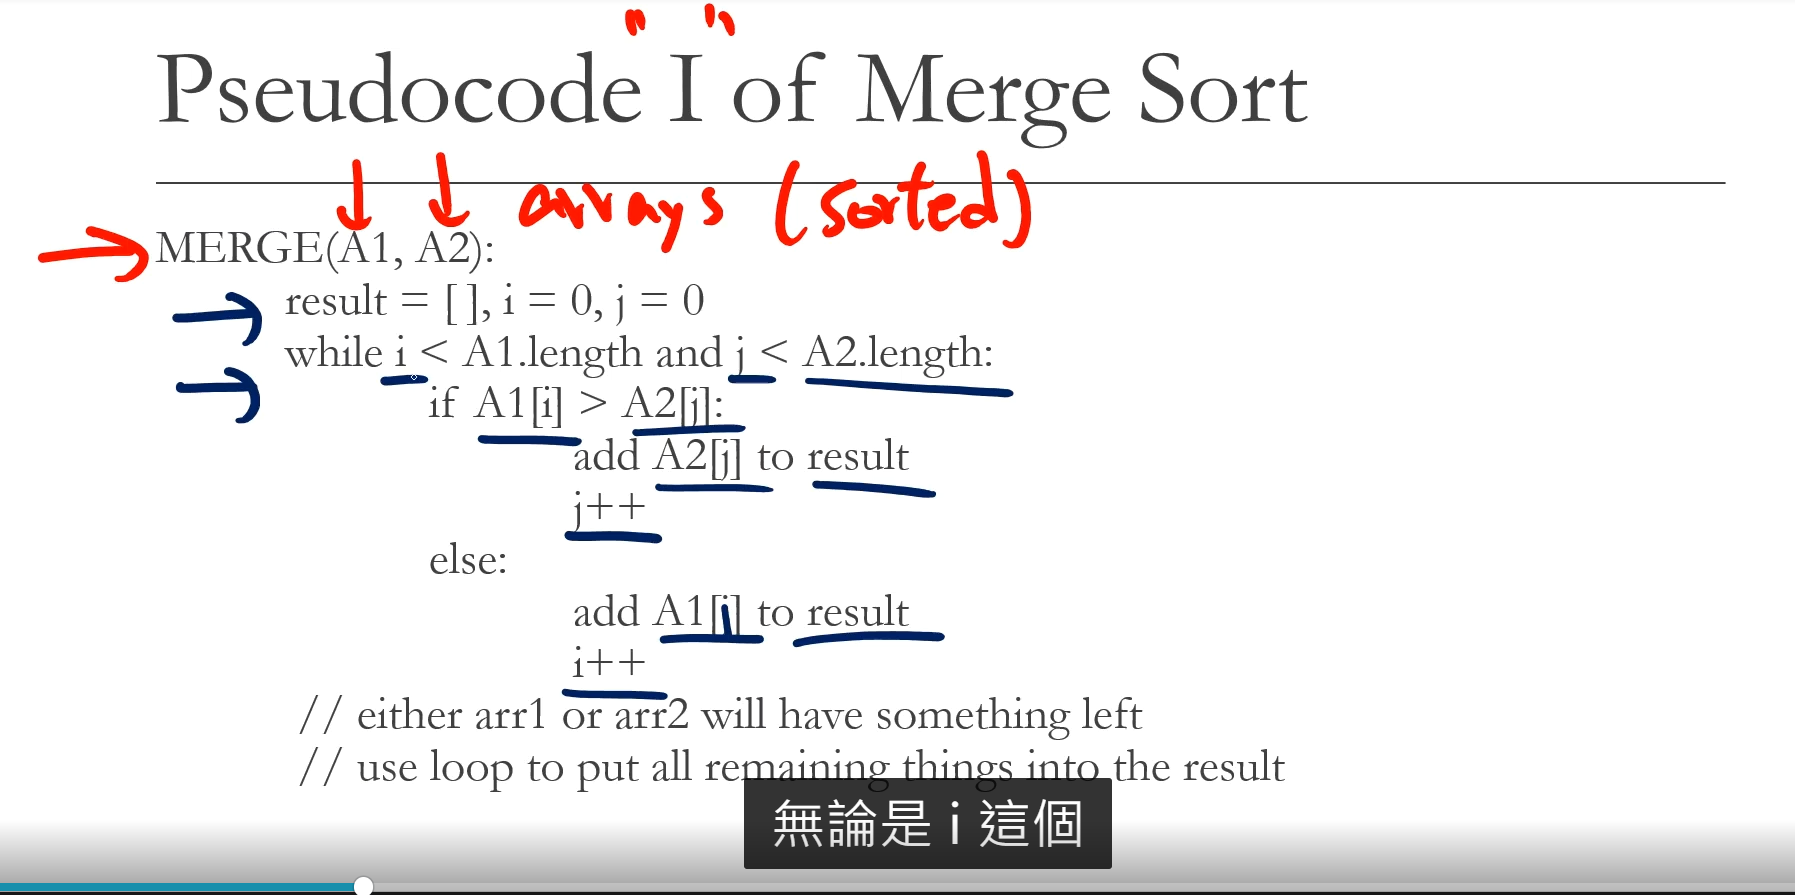 Pseudocode "I" of Merge Sort
arrays (sorted)
MERGE(A1, A2):
result = [ ], i = 0, j = 0
while i < A1.length and j < A2.length:
if A1[i] > A2[j]:
add A2[j] to result
j++
else:
add A1[i] to result
i++
// either arr1 or arr2 will have something left
// use loop to put all remaining things into the result
無論是 i 這個